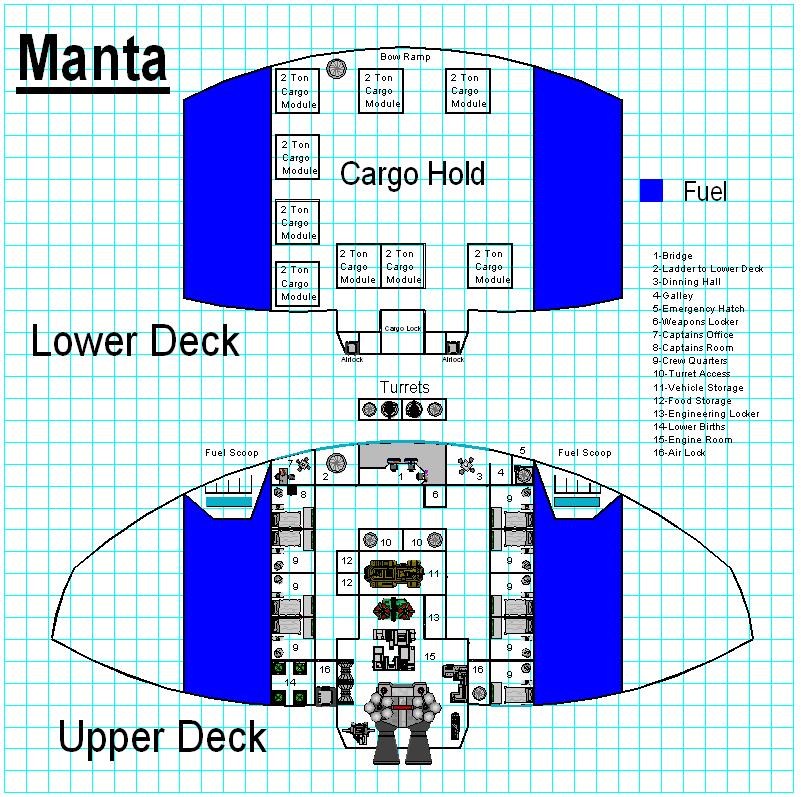 Manta
Bow Ramp
2 Ton
Cargo
Module
2 Ton
Cargo
Module
2 Ton
Cargo
Module
2 Ton
Cargo
Module
Cargo Hold
Fuel
2 Ton
Cargo
Module
2 Ton
Cargo
Module
2 Ton
Cargo
Module
2 Ton
Cargo
Module
2 Ton
Cargo
Module
1-Bridge
2-Ladder to Lower Deck
3-Dinning Hall
4-Galley
5-Emergency Hatch
6-Weapons Locker
7-Captains Office
8-Captains Room
9-Crew Quarters
10-Turret Access
11-Vehicle Storage
12-Food Storage
13-Engineering Locker
14-Lower Births
15-Engine Room
16-Air Lock
Lower Deck
Cargo Lock
Airlock
Airlock
Turrets
Fuel Scoop
Fuel Scoop
7
2
1
3
4
5
8
6
9
9
10
10
12
11
9
9
12
9
9
13
9
9
15
14
16
16
Upper Deck